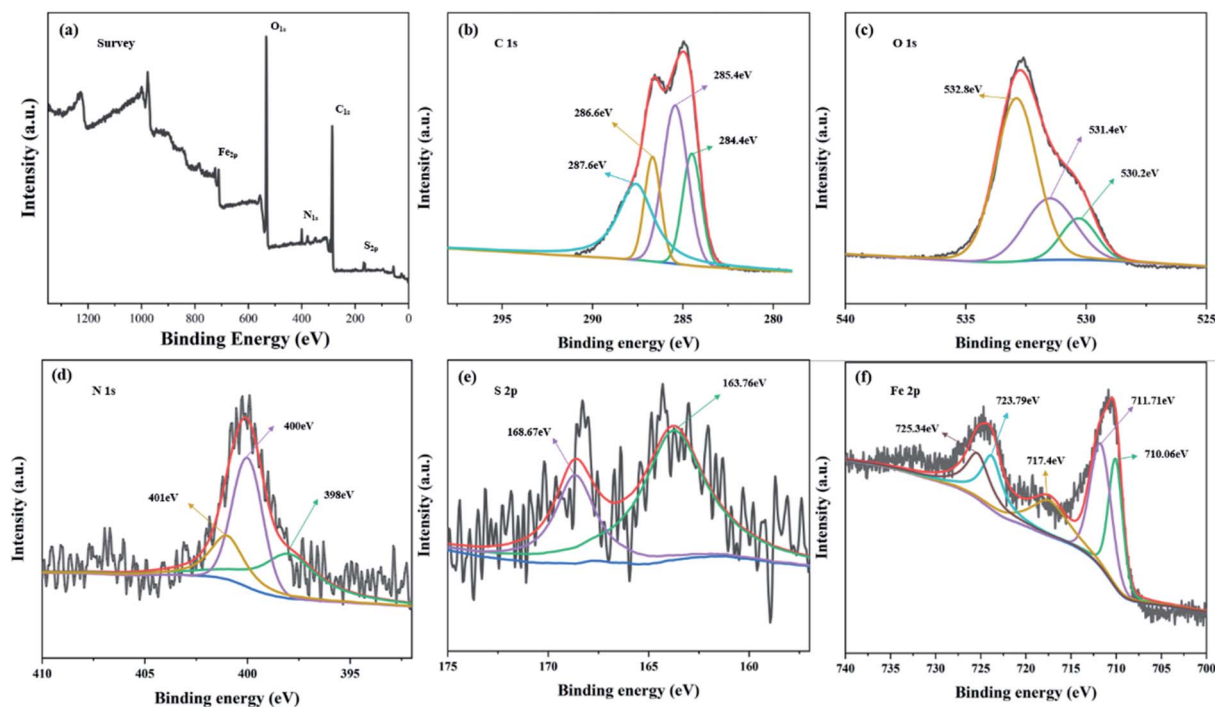 (a)
Survey
O1s
C1s
Fe2p
N1s
S2p
Intensity (a.u.)
1200 1000 800 600 400 200 0
Binding Energy (eV)
(b)
C 1s
285.4eV
286.6eV
284.4eV
287.6eV
Intensity (a.u.)
295 290 285 280
Binding energy (eV)
(c)
O 1s
532.8eV
531.4eV
530.2eV
Intensity (a.u.)
540 535 530 525
Binding energy (eV)
(d)
N 1s
400eV
401eV
398eV
Intensity (a.u.)
410 405 400 395
Binding energy (eV)
(e)
S 2p
163.76eV
168.67eV
Intensity (a.u.)
175 170 165 160
Binding energy (eV)
(f)
Fe 2p
711.71eV
723.79eV
725.34eV
717.4eV
710.06eV
Intensity (a.u.)
740 735 730 725 720 715 710 705 700
Binding energy (eV)